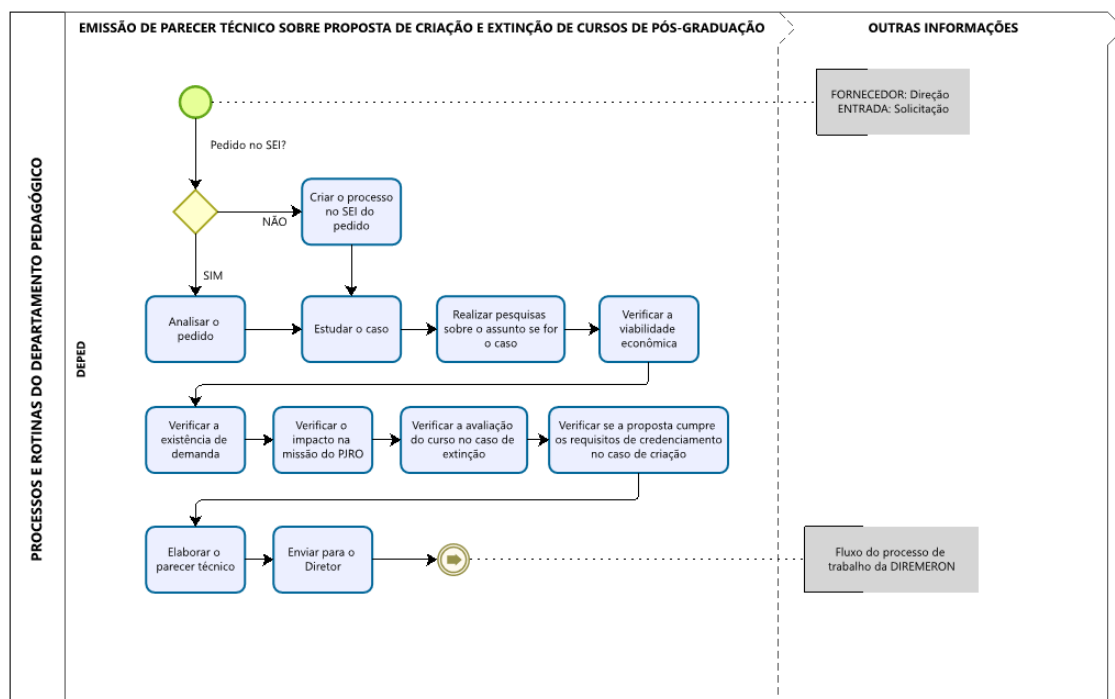 EMISSÃO DE PARECER TÉCNICO SOBRE PROPOSTA DE CRIAÇÃO E EXTINÇÃO DE CURSOS DE PÓS-GRADUAÇÃO
OUTRAS INFORMAÇÕES
PROCESSOS E ROTINAS DO DEPARTAMENTO PEDAGÓGICO
DEPED
FORNECEDOR: Direção
ENTRADA: Solicitação
Pedido no SEI?
Criar o processo
no SEI do
pedido
NÃO
SIM
Analisar o
pedido
Estudar o caso
Realizar pesquisas
sobre o assunto se for
o caso
Verificar a
viabilidade
econômica
Verificar a
existência de
demanda
Verificar o
impacto na
missão do PJRO
Verificar a avaliação
do curso no caso de
extinção
Verificar se a proposta cumpre
os requisitos de credenciamento
no caso de criação
Elaborar o
parecer técnico
Enviar para o
Diretor
Fluxo do processo de
trabalho da DIREMERON